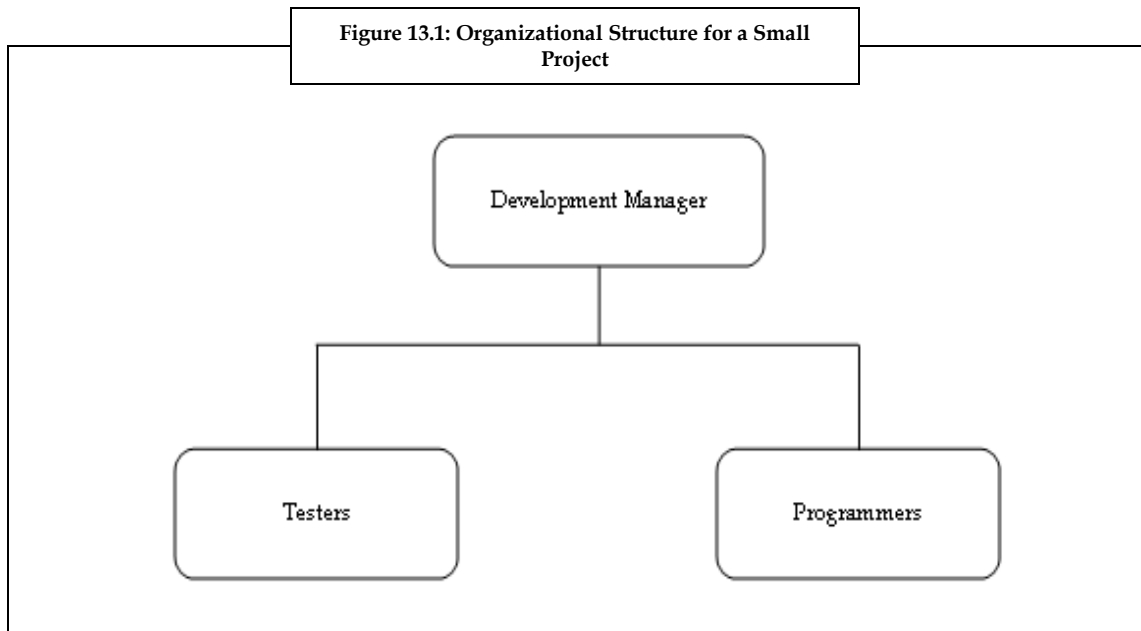 Figure 13.1: Organizational Structure for a Small
Project
Development Manager
Testers
Programmers